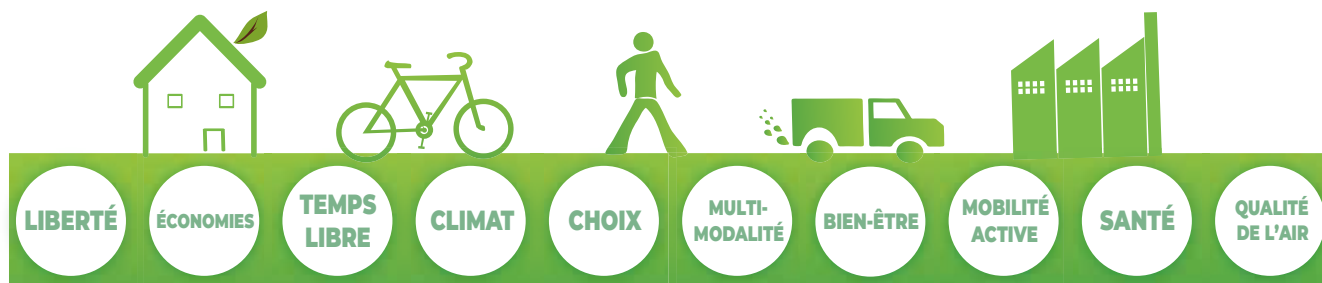 LIBERTÉ
ÉCONOMIES
TEMPS
LIBRE
CLIMAT
CHOIX
MULTI-
MODALITÉ
BIEN-ÊTRE
MOBILITÉ
ACTIVE
SANTÉ
QUALITÉ
DE L’AIR